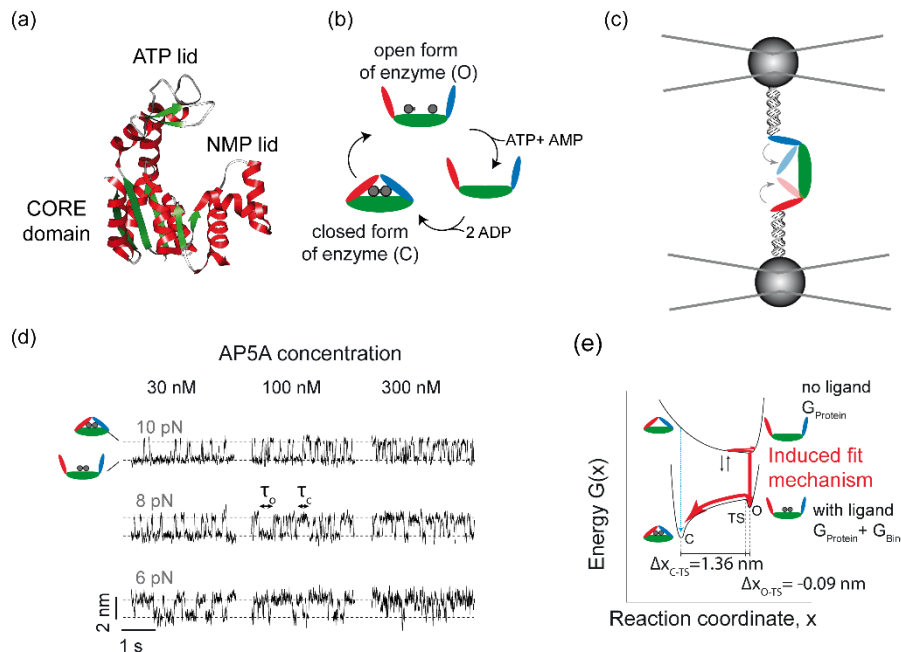 (a)
ATP lid
NMP lid
CORE
domain
(b)
open form
of enzyme (O)
ATP+ AMP
2 ADP
closed form
of enzyme (C)
(c)
(d)
AP5A concentration
30 nM
100 nM
300 nM
10 pN
8 pN
τo
τc
6 pN
2 nm
1 s
(e)
Energy G(x)
no ligand
GProtein
Induced fit
mechanism
TS
O
with ligand
GProtein + GBin
C
ΔxC-TS=1.36 nm
ΔxO-TS= -0.09 nm
Reaction coordinate, x